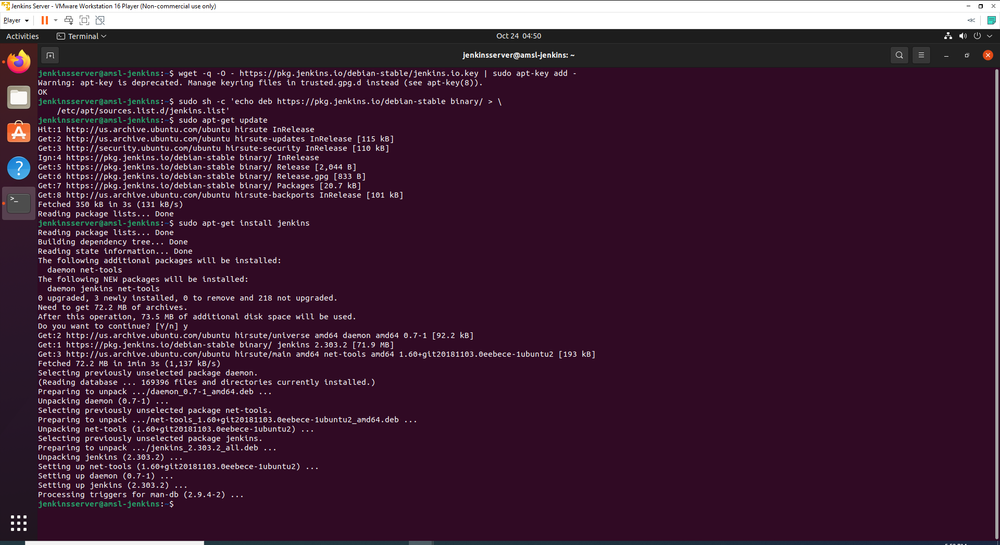 Jenkins Server - VMware Workstation 16 Player (Non-commercial use only)
Player
Activities
Terminal
Oct 24 04:50
jenkinsserver@amsl-jenkins: ~
jenkinsserver@amsl-jenkins:~$ wget -q -O - https://pkg.jenkins.io/debian-stable/jenkins.io.key | sudo apt-key add -
Warning: apt-key is deprecated. Manage keyring files in trusted.gpg.d instead (see apt-key(8)).
OK
jenkinsserver@amsl-jenkins:~$ sudo sh -c 'echo deb https://pkg.jenkins.io/debian-stable binary/ > \
    /etc/apt/sources.list.d/jenkins.list'
jenkinsserver@amsl-jenkins:~$ sudo apt-get update
Hit:1 http://us.archive.ubuntu.com/ubuntu hirsute InRelease
Get:2 http://us.archive.ubuntu.com/ubuntu hirsute-updates InRelease [115 kB]
Get:3 http://security.ubuntu.com/ubuntu hirsute-security InRelease [110 kB]
Ign:4 https://pkg.jenkins.io/debian-stable binary/ InRelease
Get:5 https://pkg.jenkins.io/debian-stable binary/ Release [2,044 B]
Get:6 https://pkg.jenkins.io/debian-stable binary/ Release.gpg [833 B]
Get:7 https://pkg.jenkins.io/debian-stable binary/ Packages [20.7 kB]
Get:8 http://us.archive.ubuntu.com/ubuntu hirsute-backports InRelease [101 kB]
Fetched 350 kB in 3s (131 kB/s)
Reading package lists... Done
jenkinsserver@amsl-jenkins:~$ sudo apt-get install jenkins
Reading package lists... Done
Building dependency tree... Done
Reading state information... Done
The following additional packages will be installed:
  daemon net-tools
The following NEW packages will be installed:
  daemon jenkins net-tools
0 upgraded, 3 newly installed, 0 to remove and 218 not upgraded.
Need to get 72.2 MB of archives.
After this operation, 73.5 MB of additional disk space will be used.
Do you want to continue? [Y/n] y
Get:2 http://us.archive.ubuntu.com/ubuntu hirsute/universe amd64 daemon amd64 0.7-1 [92.2 kB]
Get:1 https://pkg.jenkins.io/debian-stable binary/ jenkins 2.303.2 [71.9 MB]
Get:3 http://us.archive.ubuntu.com/ubuntu hirsute/main amd64 net-tools amd64 1.60+git20181103.0eebece-1ubuntu2 [193 kB]
Fetched 72.2 MB in 1min 3s (1,137 kB/s)
Selecting previously unselected package daemon.
(Reading database ... 169396 files and directories currently installed.)
Preparing to unpack .../daemon_0.7-1_amd64.deb ...
Unpacking daemon (0.7-1) ...
Selecting previously unselected package net-tools.
Preparing to unpack .../net-tools_1.60+git20181103.0eebece-1ubuntu2_amd64.deb ...
Unpacking net-tools (1.60+git20181103.0eebece-1ubuntu2) ...
Selecting previously unselected package jenkins.
Preparing to unpack .../jenkins_2.303.2_all.deb ...
Unpacking jenkins (2.303.2) ...
Setting up net-tools (1.60+git20181103.0eebece-1ubuntu2) ...
Setting up daemon (0.7-1) ...
Setting up jenkins (2.303.2) ...
Processing triggers for man-db (2.9.4-2) ...
jenkinsserver@amsl-jenkins:~$